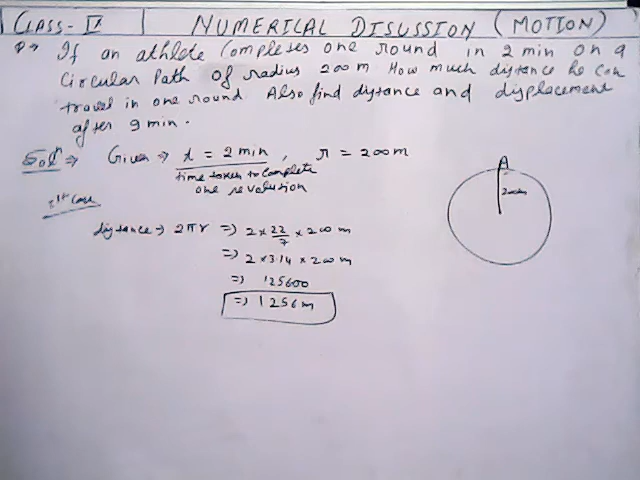 CLASS - IX NUMERICAL DISUSSION (MOTION)
Q→ If an athlete Completes one round in 2 min on a
Circular Path of radius 200m How much distance he can
travel in one round Also find distance and displacement
after 9 min.
Solⁿ ⇒ Given → t = 2 min, r = 200m
time taken to complete
one revolution
1st Case
distance → 2πr ⇒ 2 × 22/7 × 200 m
⇒ 2 × 3.14 × 200 m
⇒ 125600
⇒ 1256 m
A
200m